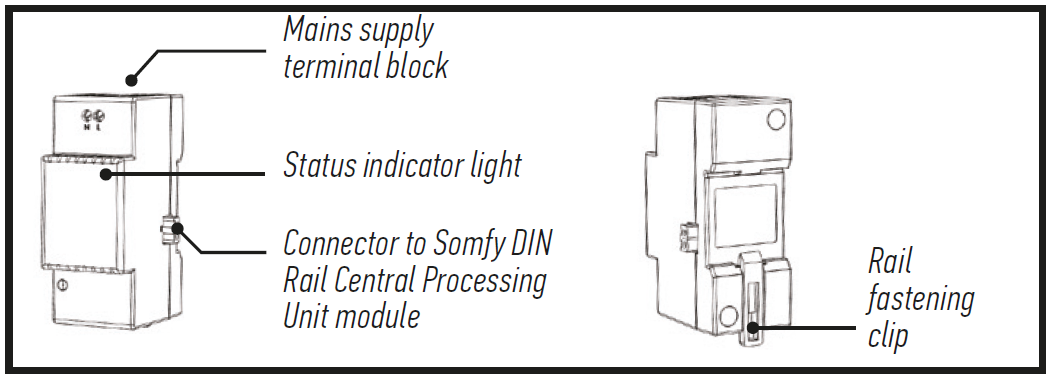 Mains supply
terminal block
N L
Status indicator light
Connector to Somfy DIN
Rail Central Processing
Unit module
Rail
fastening
clip